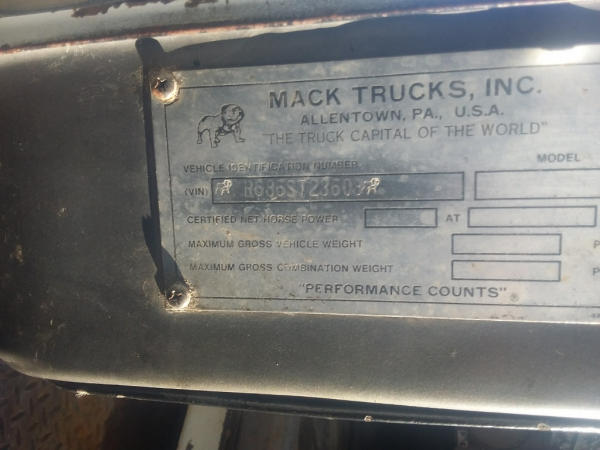 MACK TRUCKS, INC.
ALLENTOWN, PA., U.S.A.
"THE TRUCK CAPITAL OF THE WORLD"
VEHICLE IDENTIFICATION NUMBER
MODEL
(VIN)
CERTIFIED NET HORSE POWER AT
MAXIMUM GROSS VEHICLE WEIGHT
MAXIMUM GROSS COMBINATION WEIGHT
"PERFORMANCE COUNTS"®